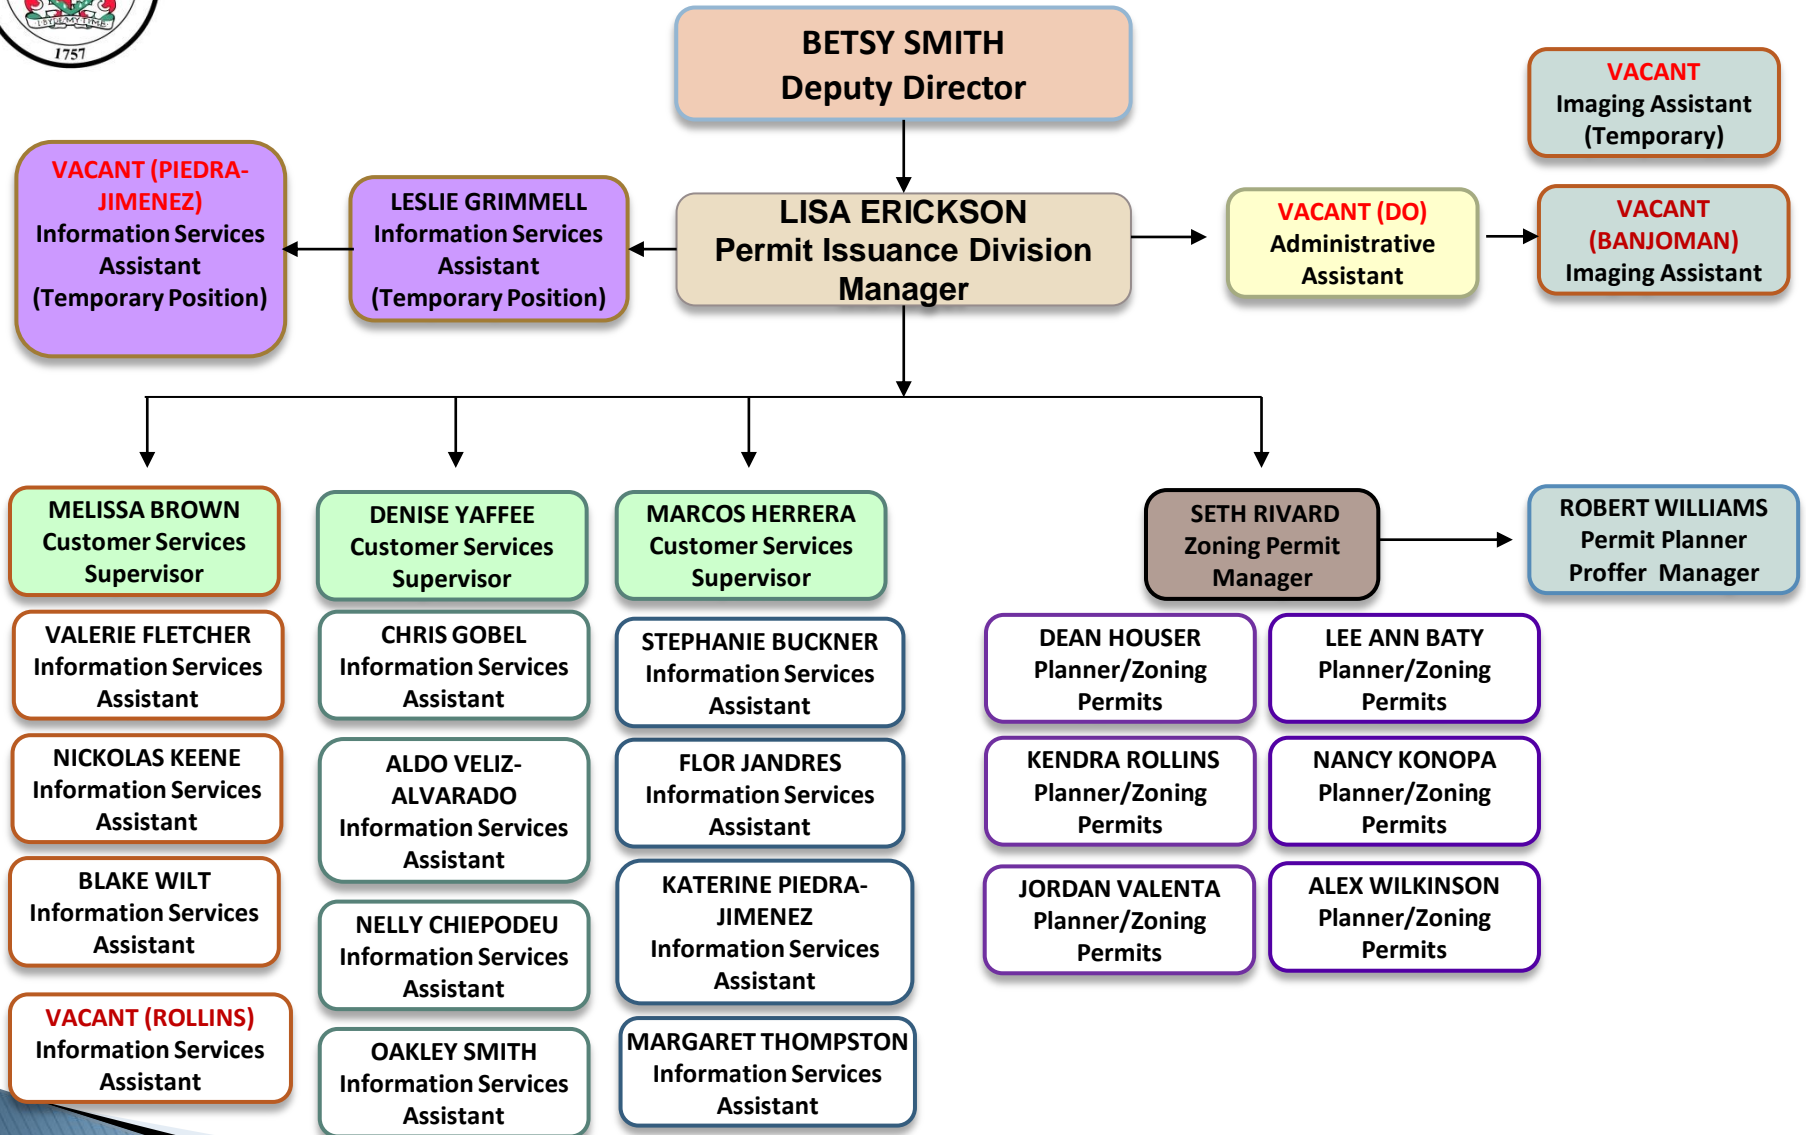 I BYDE MY TYME
1757
BETSY SMITH
Deputy Director
VACANT
Imaging Assistant
(Temporary)
VACANT (PIEDRA-
JIMENEZ)
Information Services
Assistant
(Temporary Position)
LESLIE GRIMMELL
Information Services
Assistant
(Temporary Position)
LISA ERICKSON
Permit Issuance Division
Manager
VACANT (DO)
Administrative
Assistant
VACANT
(BANJOMAN)
Imaging Assistant
MELISSA BROWN
Customer Services
Supervisor
VALERIE FLETCHER
Information Services
Assistant
NICKOLAS KEENE
Information Services
Assistant
BLAKE WILT
Information Services
Assistant
VACANT (ROLLINS)
Information Services
Assistant
DENISE YAFFEE
Customer Services
Supervisor
CHRIS GOBEL
Information Services
Assistant
ALDO VELIZ-
ALVARADO
Information Services
Assistant
NELLY CHIEPODEU
Information Services
Assistant
OAKLEY SMITH
Information Services
Assistant
MARCOS HERRERA
Customer Services
Supervisor
STEPHANIE BUCKNER
Information Services
Assistant
FLOR JANDRES
Information Services
Assistant
KATERINE PIEDRA-
JIMENEZ
Information Services
Assistant
MARGARET THOMPSTON
Information Services
Assistant
SETH RIVARD
Zoning Permit
Manager
DEAN HOUSER
Planner/Zoning
Permits
KENDRA ROLLINS
Planner/Zoning
Permits
JORDAN VALENTA
Planner/Zoning
Permits
LEE ANN BATY
Planner/Zoning
Permits
NANCY KONOPA
Planner/Zoning
Permits
ALEX WILKINSON
Planner/Zoning
Permits
ROBERT WILLIAMS
Permit Planner
Proffer Manager